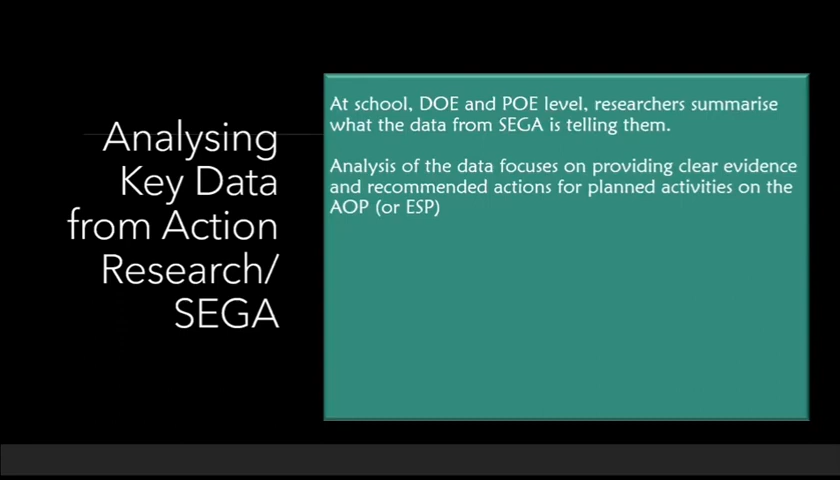 Analysing
Key Data
from Action
Research/
SEGA
At school, DOE and POE level, researchers summarise
what the data from SEGA is telling them.
Analysis of the data focuses on providing clear evidence
and recommended actions for planned activities on the
AOP (or ESP)